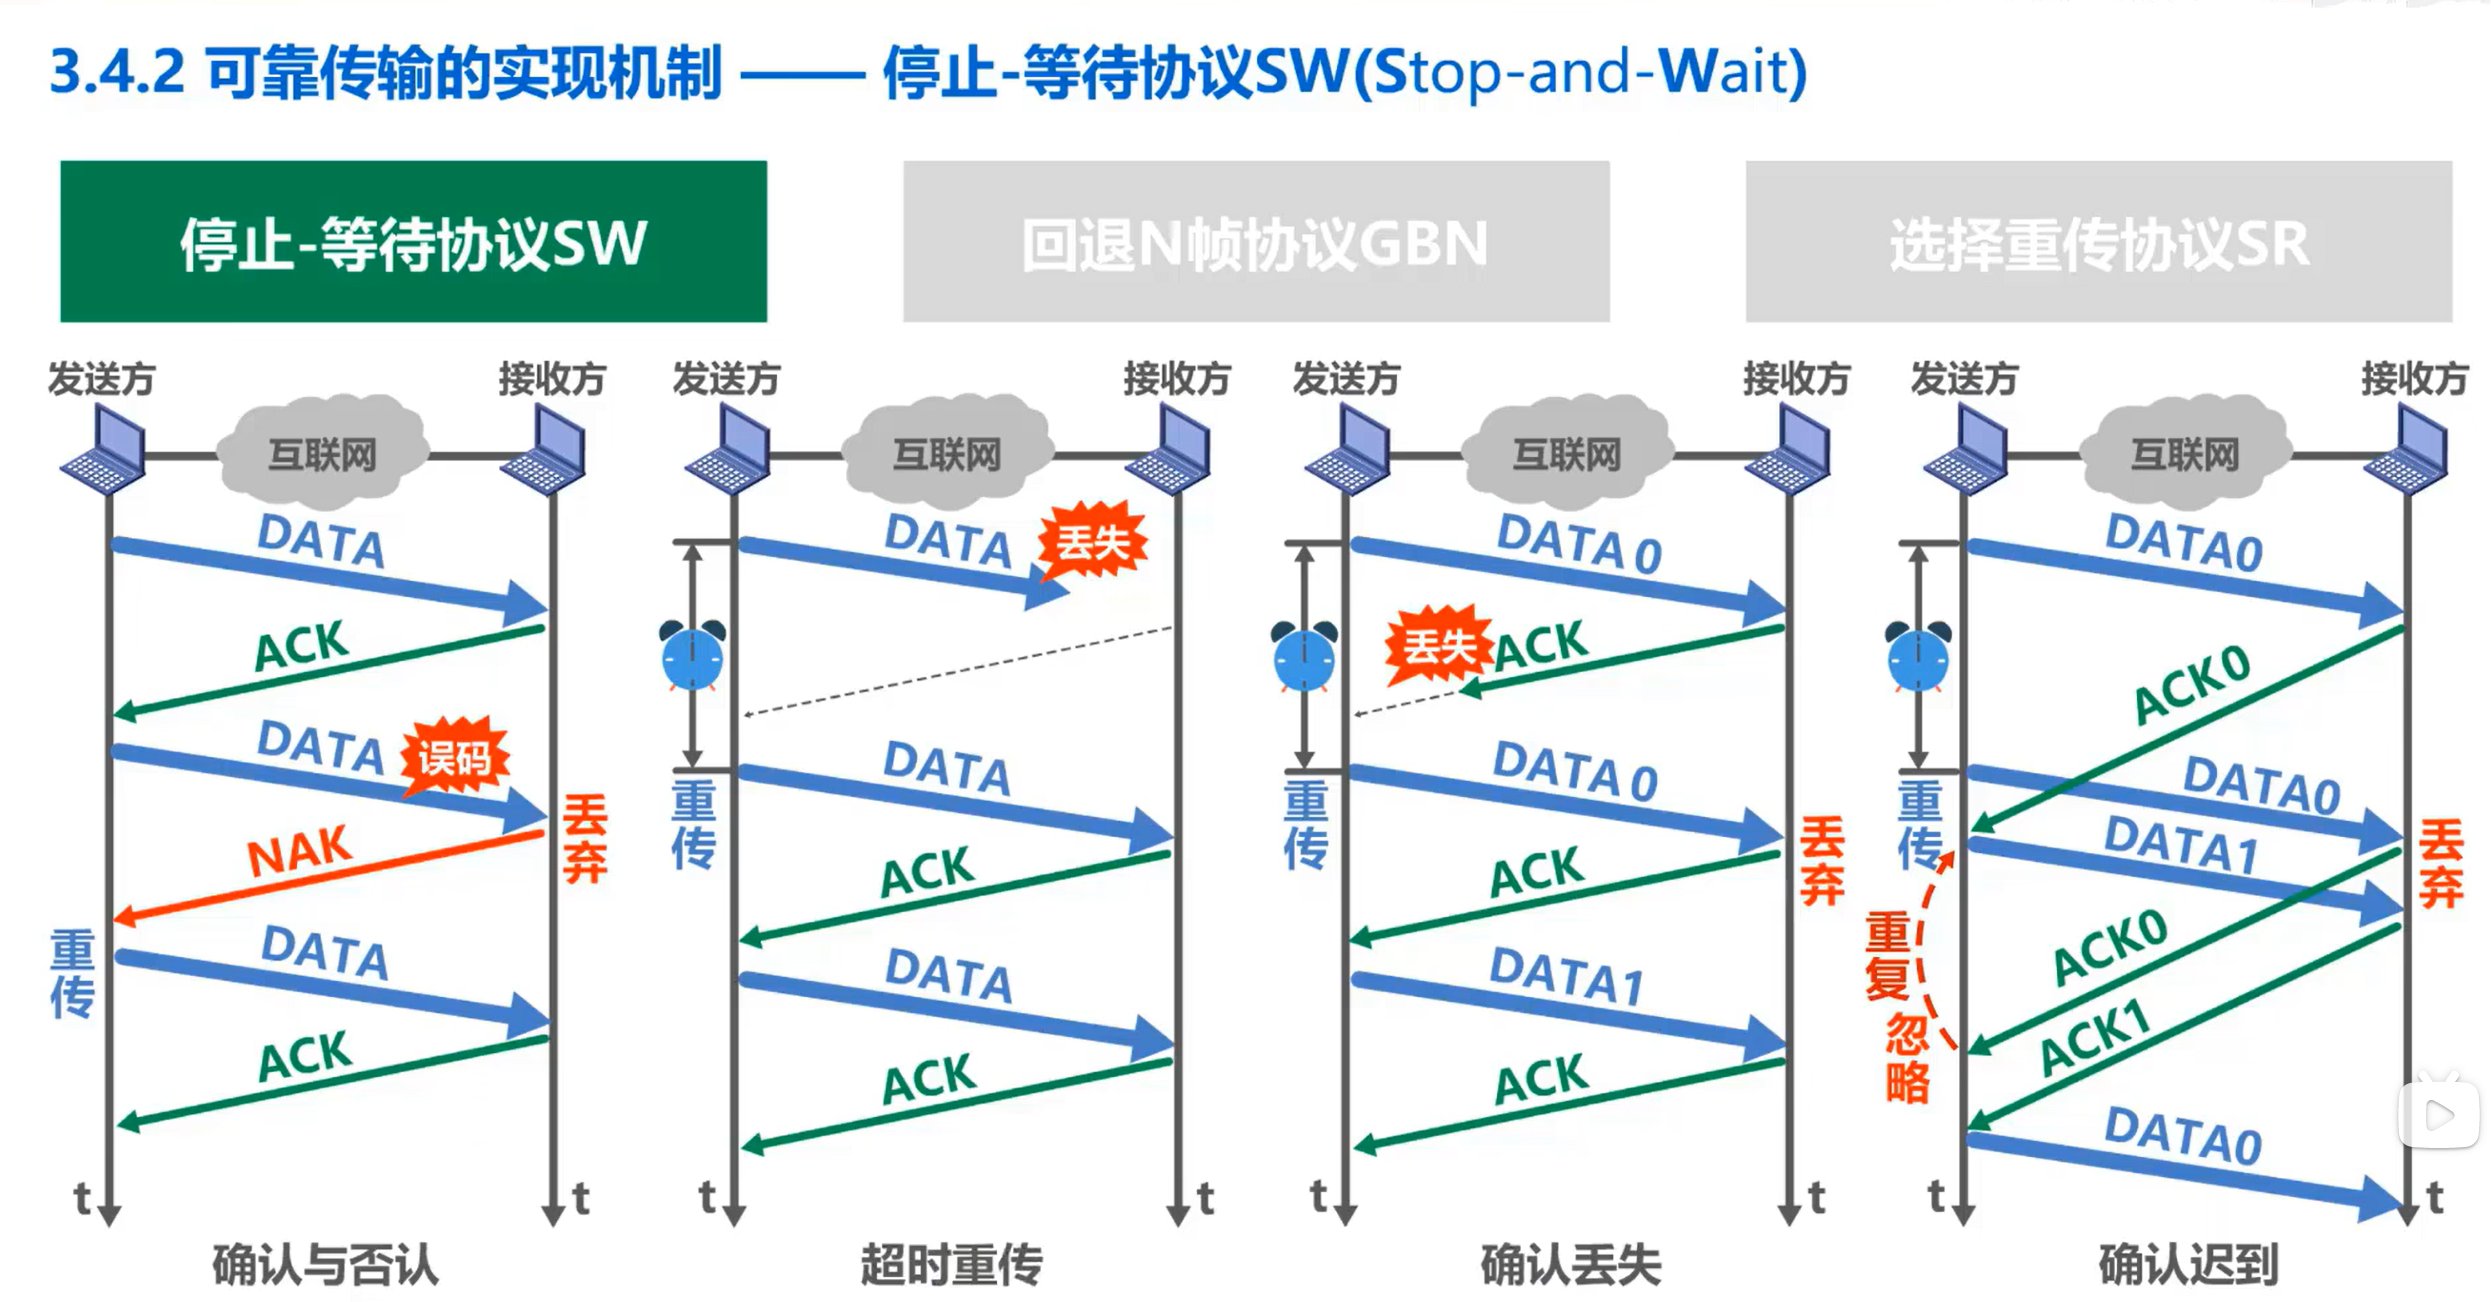 3.4.2 可靠传输的实现机制 —— 停止-等待协议SW(Stop-and-Wait)
停止-等待协议SW
回退N帧协议GBN
选择重传协议SR
发送方
接收方
互联网
DATA
ACK
DATA
误码
NAK
丢弃
重传
DATA
ACK
t
t
确认与否认
发送方
接收方
互联网
DATA
丢失
重传
DATA
ACK
DATA
ACK
t
t
超时重传
发送方
接收方
互联网
DATA 0
丢失
ACK
重传
DATA 0
丢弃
ACK
DATA1
ACK
t
t
确认丢失
发送方
接收方
互联网
DATA0
ACK0
重传
DATA0
DATA1
丢弃
重复
忽略
ACK0
ACK1
DATA0
t
t
确认迟到